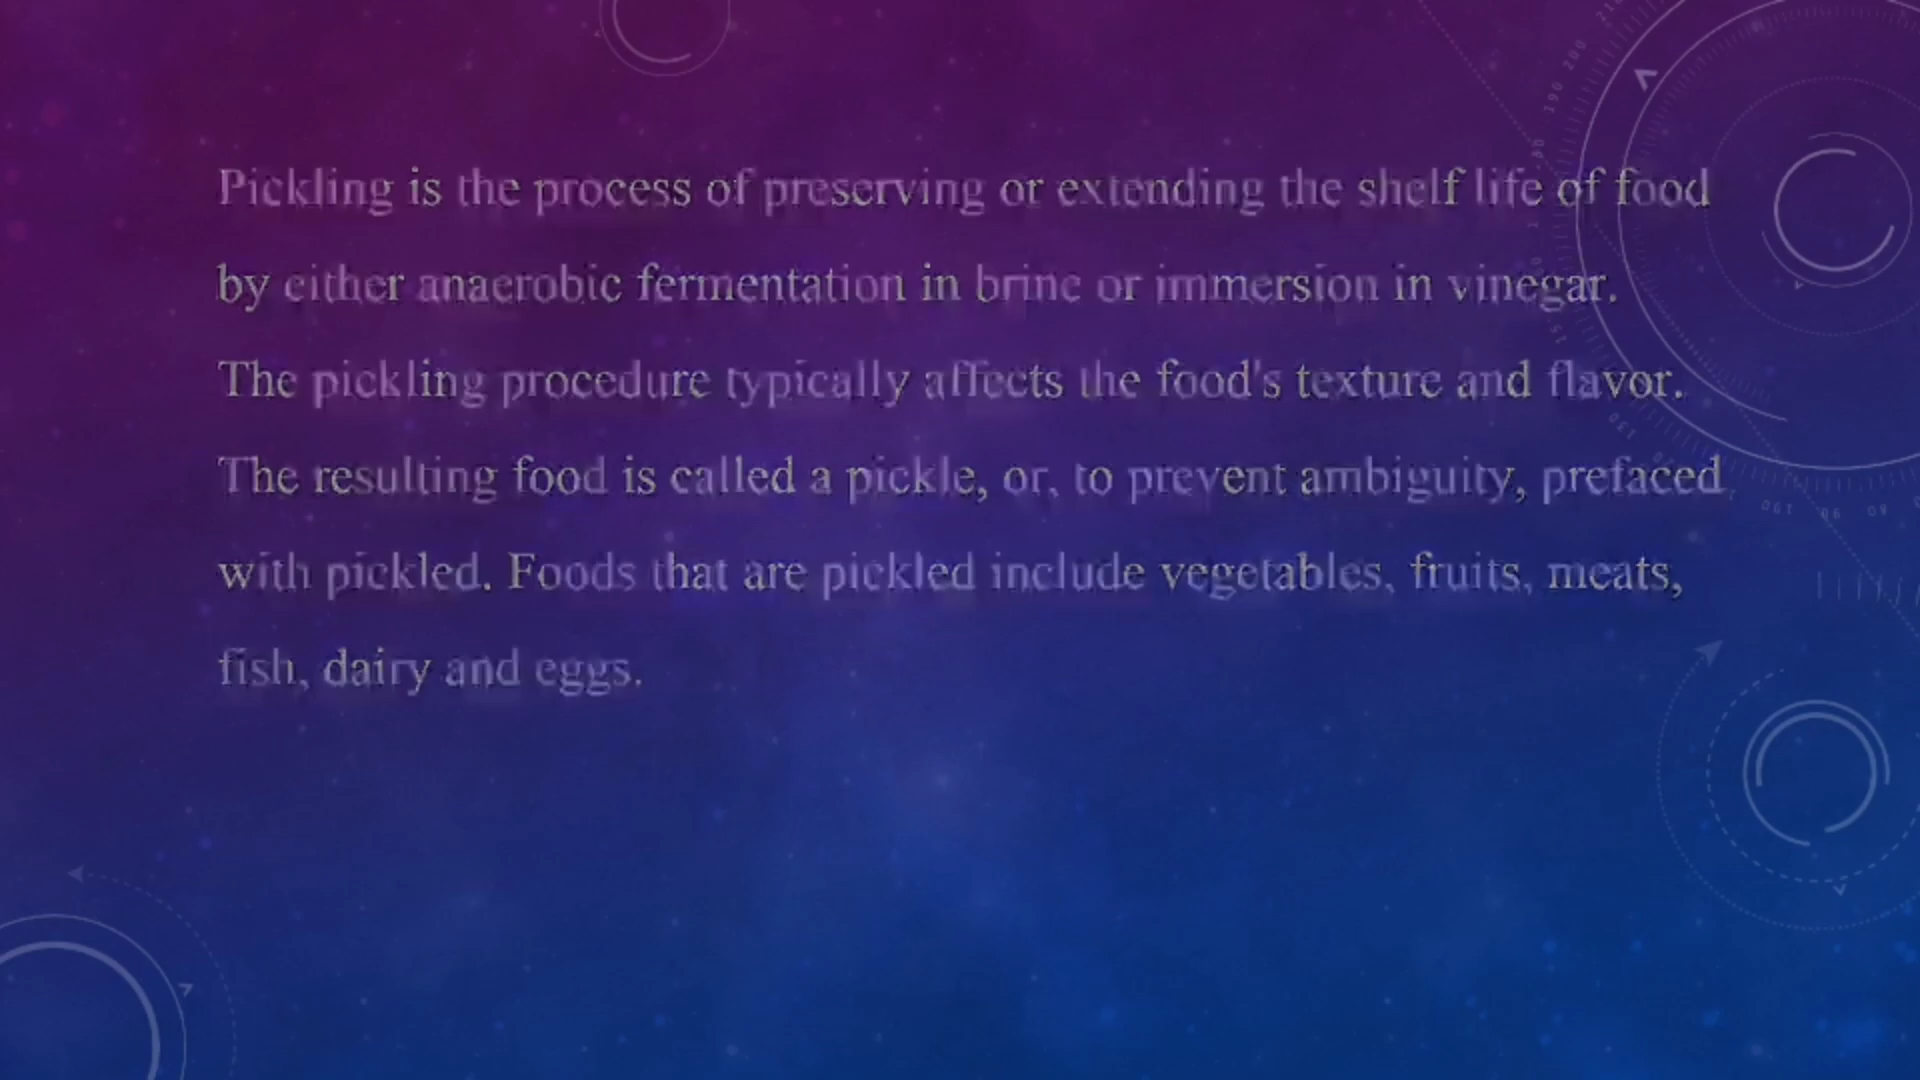 Pickling is the process of preserving or extending the shelf life of food
by either anaerobic fermentation in brine or immersion in vinegar.
The pickling procedure typically affects the food's texture and flavor.
The resulting food is called a pickle, or, to prevent ambiguity, prefaced
with pickled. Foods that are pickled include vegetables, fruits, meats,
fish, dairy and eggs.